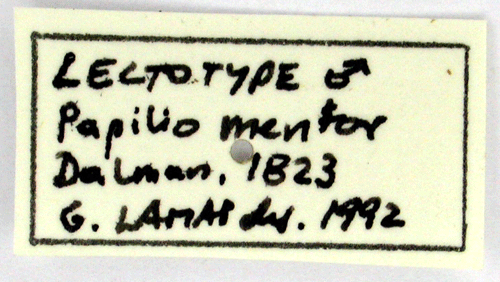 LECTOTYPE ♂
Papilio mentor
Dalman, 1823
G. LAMAS det. 1992